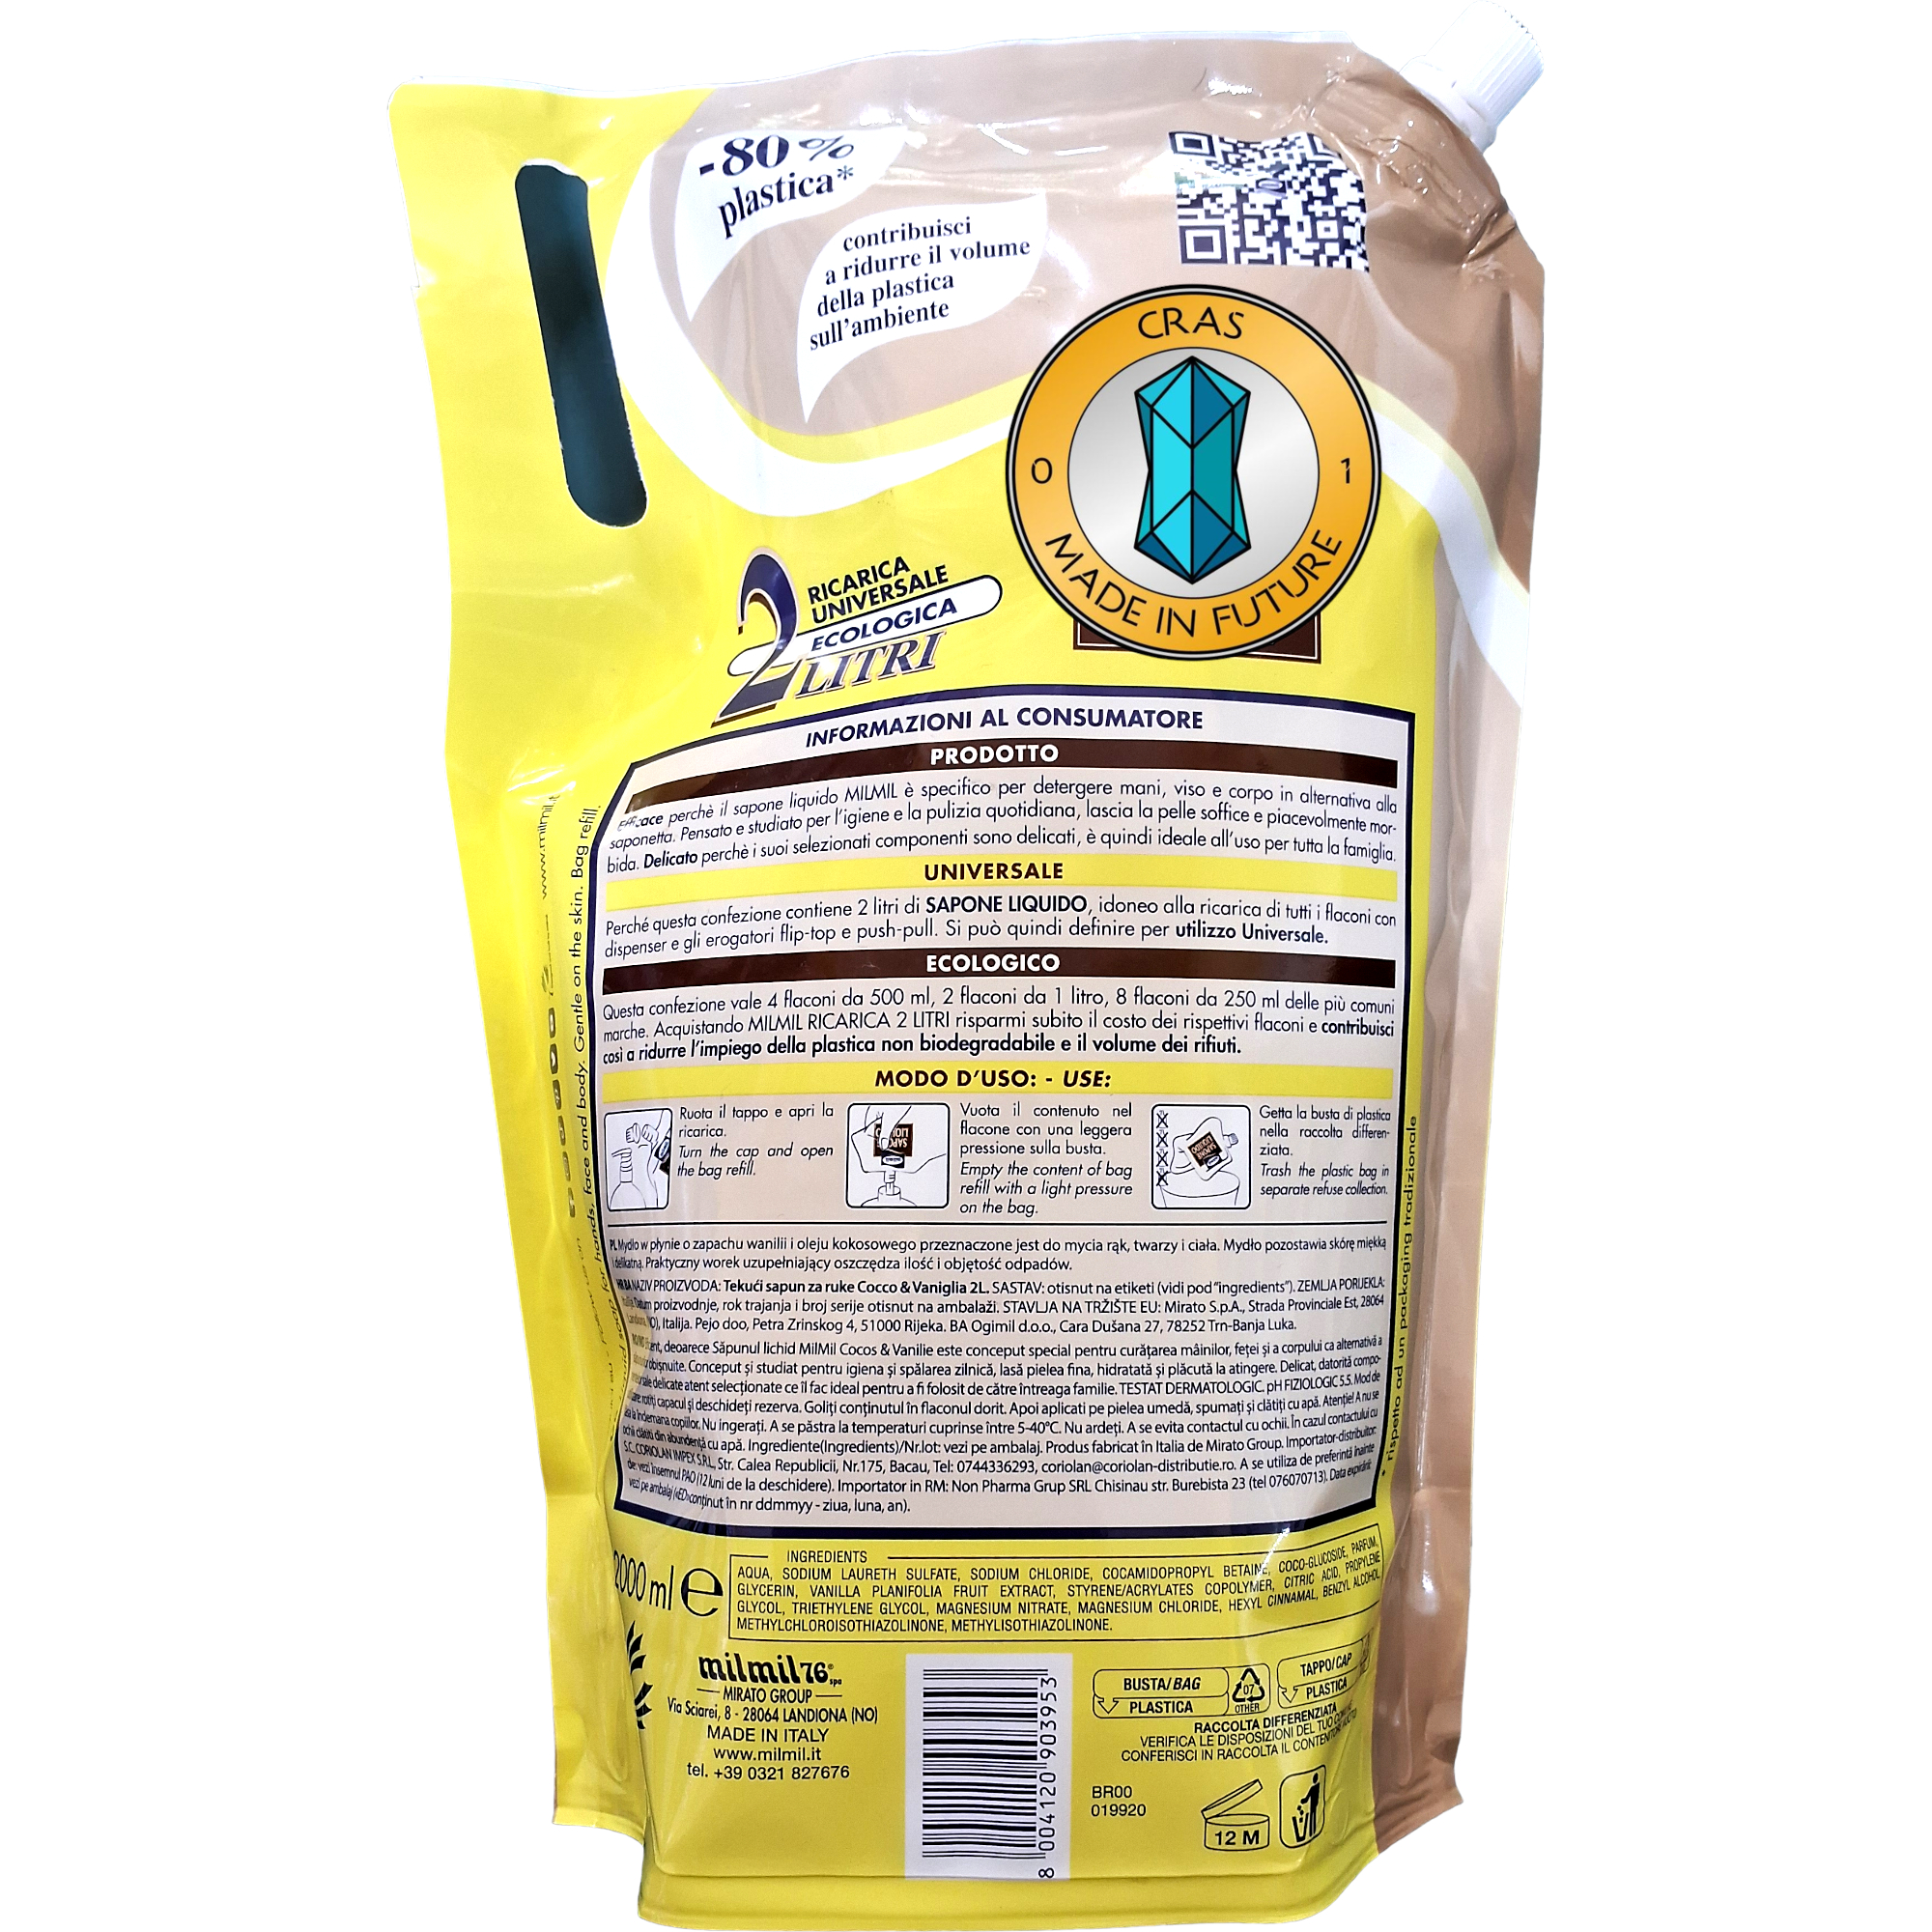 -80%
plastica*
contribuisci
a ridurre il volume
della plastica
sull'ambiente
CRAS
0 1
MADE IN FUTURE
2 RICARICA
UNIVERSALE
ECOLOGICA
LITRI
INFORMAZIONI AL CONSUMATORE
PRODOTTO
Efficace perchè il sapone liquido MILMIL è specifico per detergere mani, viso e corpo in alternativa alla
saponetta. Pensato e studiato per l'igiene e la pulizia quotidiana, lascia la pelle soffice e piacevolmente mor-
bida. Delicato perchè i suoi selezionati componenti sono delicati, è quindi ideale all'uso per tutta la famiglia.
UNIVERSALE
Perché questa confezione contiene 2 litri di SAPONE LIQUIDO, idoneo alla ricarica di tutti i flaconi con
dispenser e gli erogatori flip-top e push-pull. Si può quindi definire per utilizzo Universale.
ECOLOGICO
Questa confezione vale 4 flaconi da 500 ml, 2 flaconi da 1 litro, 8 flaconi da 250 ml delle più comuni
marche. Acquistando MILMIL RICARICA 2 LITRI risparmi subito il costo dei rispettivi flaconi e contribuisci
così a ridurre l'impiego della plastica non biodegradabile e il volume dei rifiuti.
MODO D'USO: - USE:
Ruota il tappo e apri la
ricarica.
Turn the cap and open
the bag refill.
Vuota il contenuto nel
flacone con una leggera
pressione sulla busta.
Empty the content of bag
refill with a light pressure
on the bag.
Getta la busta di plastica
nella raccolta differen-
ziata.
Trash the plastic bag in
separate refuse collection.
PL Mydło w płynie o zapachu wanilii i oleju kokosowego przeznaczone jest do mycia rąk, twarzy i ciała. Mydło pozostawia skórę miękką
i delikatną. Praktyczny worek uzupełniający oszczędza ilość i objętość odpadów.
HR BA NAZIV PROIZVODA: Tekući sapun za ruke Cocco & Vaniglia 2L. SASTAV: otisnut na etiketi (vidi pod "ingredients"). ZEMLJA PORIJEKLA:
Italija. Datum proizvodnje, rok trajanja i broj serije otisnut na ambalaži. STAVLJA NA TRŽIŠTE EU: Mirato S.p.A., Strada Provinciale Est, 28064
Landiona (NO), Italija. Pejo doo, Petra Zrinskog 4, 51000 Rijeka. BA Ogimil d.o.o., Cara Dušana 27, 78252 Trn-Banja Luka.
deoarece Săpunul lichid MilMil Cocos & Vanilie este conceput special pentru curățarea mâinilor, feței și a corpului ca alternativă a
obișnuite. Conceput și studiat pentru igiena și spălarea zilnică, lasă pielea fina, hidratată și plăcută la atingere. Delicat, datorită compo-
sale delicate atent selecționate ce îl fac ideal pentru a fi folosit de către întreaga familie. TESTAT DERMATOLOGIC. pH FIZIOLOGIC 5.5. Mod de
rotiți capacul și deschideți rezerva. Goliți conținutul în flaconul dorit. Apoi aplicati pe pielea umedă, spumați și clătiți cu apă. Atenție! A nu se
lăsa la îndemana copiilor. Nu ingerați. A se păstra la temperaturi cuprinse între 5-40°C. Nu ardeți. A se evita contactul cu ochii. În cazul contactului cu
ochii clătiți din abundență cu apă. Ingrediente(Ingredients)/Nr.lot: vezi pe ambalaj. Produs fabricat în Italia de Mirato Group. Importator-distribuitor:
S.C. CORIOLAN IMPEX S.R.L., Str. Calea Republicii, Nr.175, Bacau, Tel: 0744336293, coriolan@coriolan-distributie.ro. A se utiliza de preferintă înainte
de: vezi însemnul PAO (12 luni de la deschidere). Importator in RM: Non Pharma Grup SRL Chisinau str. Burebista 23 (tel 076070713). Data expirării:
vezi pe ambalaj («ED»conținut în nr ddmmyy - ziua, luna, an).
* rispetto ad un packaging tradizionale
www.milmil.it
face and body. Gentle on the skin. Bag refill.
2000 ml e
INGREDIENTS
AQUA, SODIUM LAURETH SULFATE, SODIUM CHLORIDE, COCAMIDOPROPYL BETAINE, COCO-GLUCOSIDE, PARFUM,
GLYCERIN, VANILLA PLANIFOLIA FRUIT EXTRACT, STYRENE/ACRYLATES COPOLYMER, CITRIC ACID, PROPYLENE
GLYCOL, TRIETHYLENE GLYCOL, MAGNESIUM NITRATE, MAGNESIUM CHLORIDE, HEXYL CINNAMAL, BENZYL ALCOHOL,
METHYLCHLOROISOTHIAZOLINONE, METHYLISOTHIAZOLINONE.
milmil76 spa
MIRATO GROUP
Via Sciarei, 8 - 28064 LANDIONA (NO)
MADE IN ITALY
www.milmil.it
tel. +39 0321 827676
8 004120 903953
BUSTA/BAG
PLASTICA
07
OTHER
TAPPO/CAP
PLASTICA
RACCOLTA DIFFERENZIATA
VERIFICA LE DISPOSIZIONI DEL TUO
CONFERISCI IN RACCOLTA IL
BR00
019920
12 M